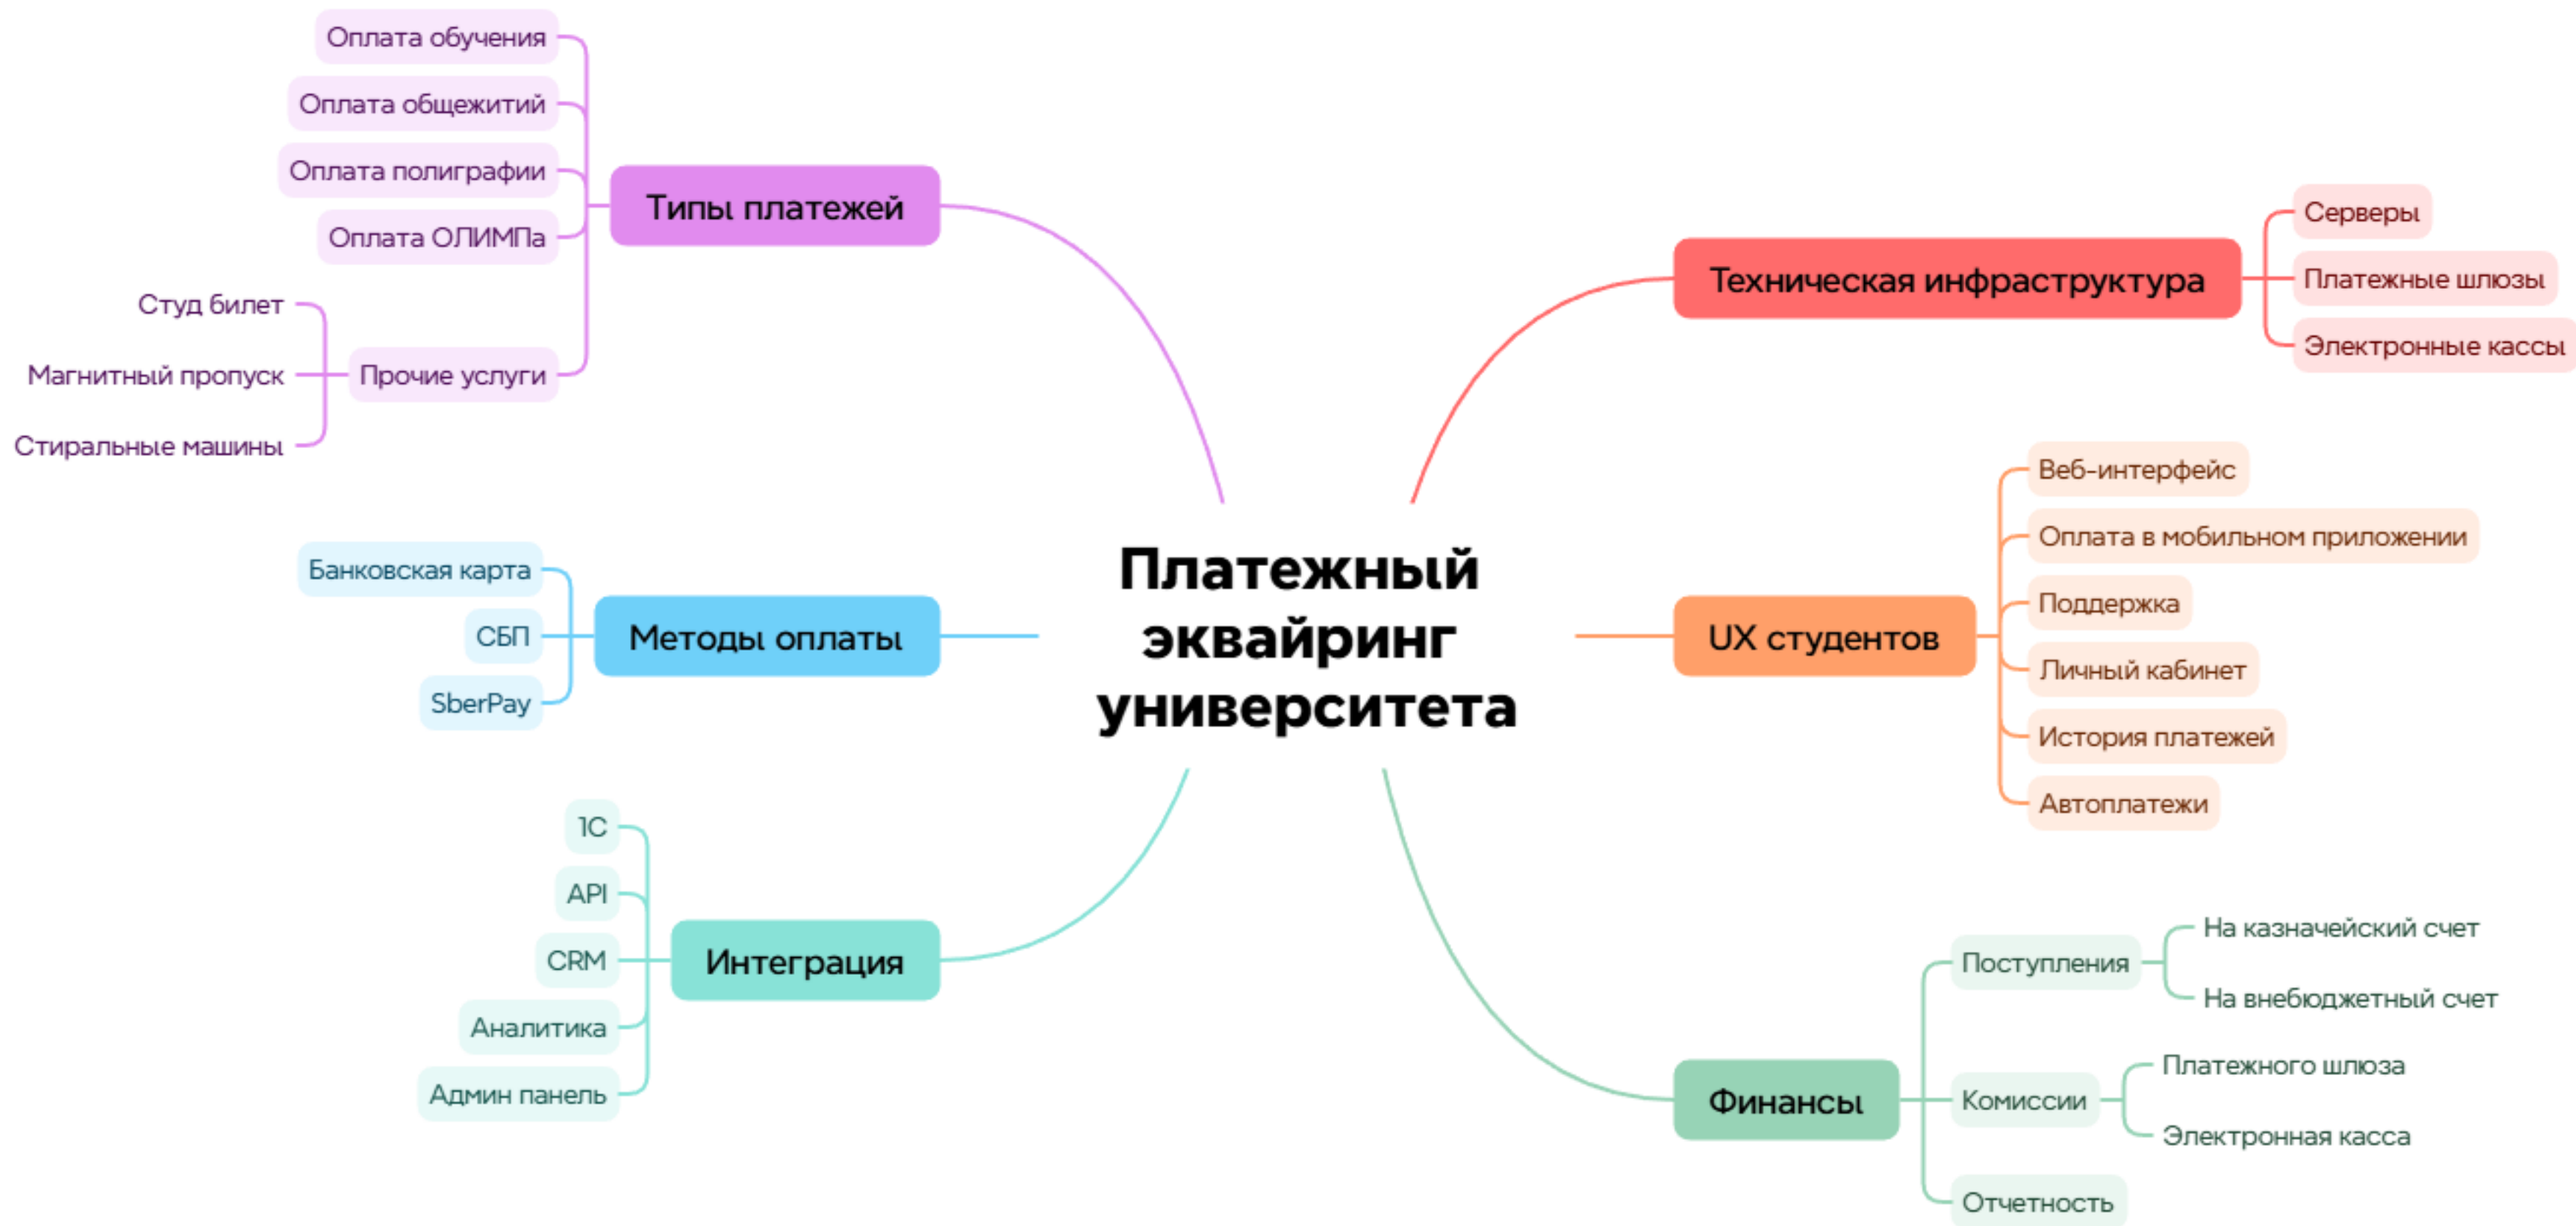 Платежный
эквайринг
университета
Типы платежей
Оплата обучения
Оплата общежитий
Оплата полиграфии
Оплата ОЛИМПа
Прочие услуги
Студ билет
Магнитный пропуск
Стиральные машины
Методы оплаты
Банковская карта
СБП
SberPay
Интеграция
1С
API
CRM
Аналитика
Админ панель
Техническая инфраструктура
Серверы
Платежные шлюзы
Электронные кассы
UX студентов
Веб-интерфейс
Оплата в мобильном приложении
Поддержка
Личный кабинет
История платежей
Автоплатежи
Финансы
Поступления
На казначейский счет
На внебюджетный счет
Комиссии
Платежного шлюза
Электронная касса
Отчетность